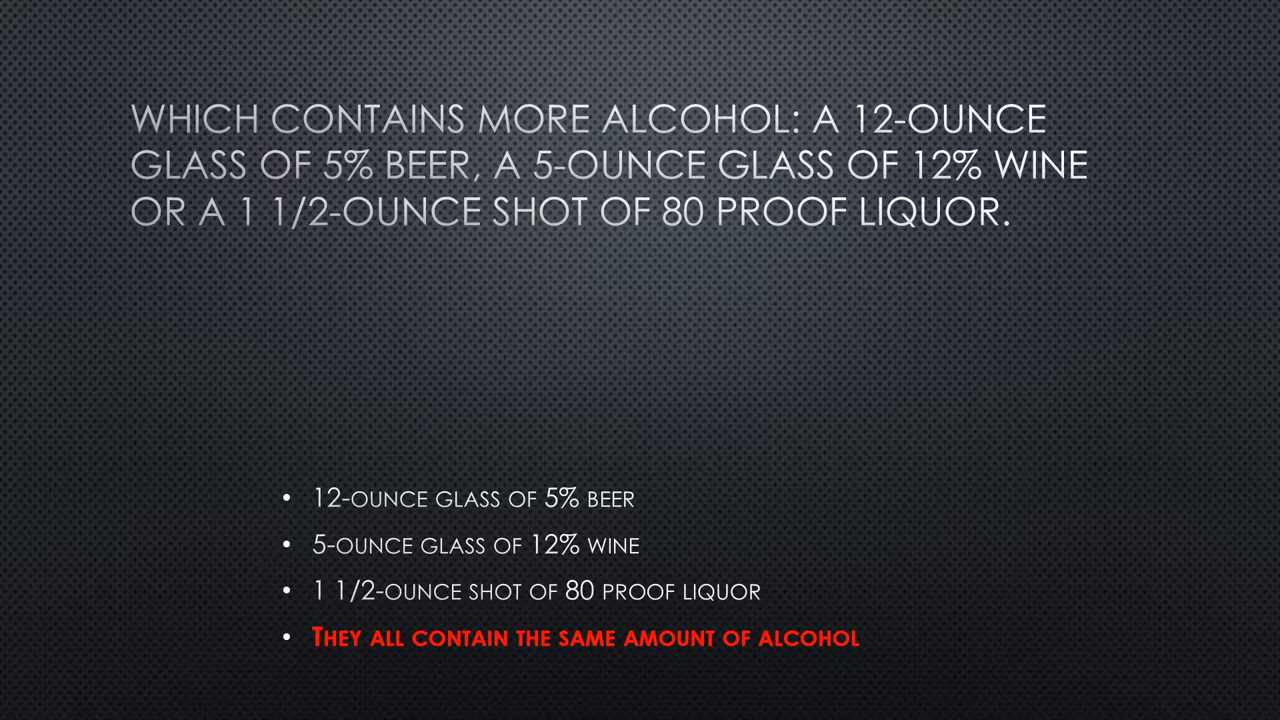 WHICH CONTAINS MORE ALCOHOL: A 12-OUNCE
GLASS OF 5% BEER, A 5-OUNCE GLASS OF 12% WINE
OR A 1 1/2-OUNCE SHOT OF 80 PROOF LIQUOR.
• 12-OUNCE GLASS OF 5% BEER
• 5-OUNCE GLASS OF 12% WINE
• 1 1/2-OUNCE SHOT OF 80 PROOF LIQUOR
• THEY ALL CONTAIN THE SAME AMOUNT OF ALCOHOL